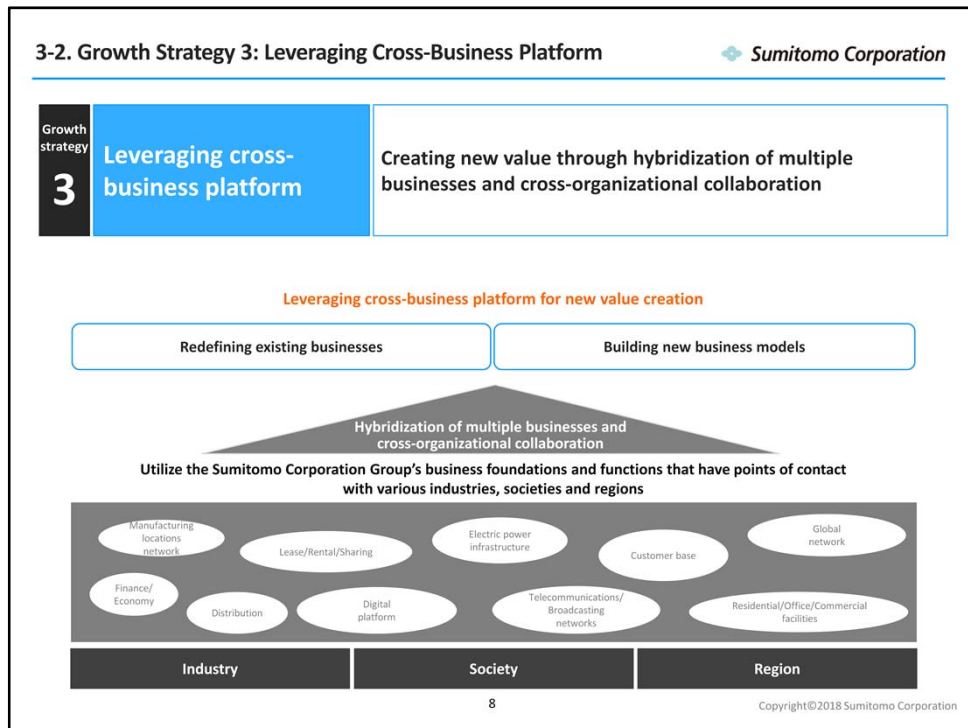 3-2. Growth Strategy 3: Leveraging Cross-Business Platform
Sumitomo Corporation
Growth
strategy
3
Leveraging cross-
business platform
Creating new value through hybridization of multiple
businesses and cross-organizational collaboration
Leveraging cross-business platform for new value creation
Redefining existing businesses
Building new business models
Hybridization of multiple businesses and
cross-organizational collaboration
Utilize the Sumitomo Corporation Group's business foundations and functions that have points of contact
with various industries, societies and regions
Manufacturing
locations
network
Lease/Rental/Sharing
Electric power
infrastructure
Customer base
Global
network
Finance/
Economy
Distribution
Digital
platform
Telecommunications/
Broadcasting
networks
Residential/Office/Commercial
facilities
Industry
Society
Region
8
Copyright©2018 Sumitomo Corporation